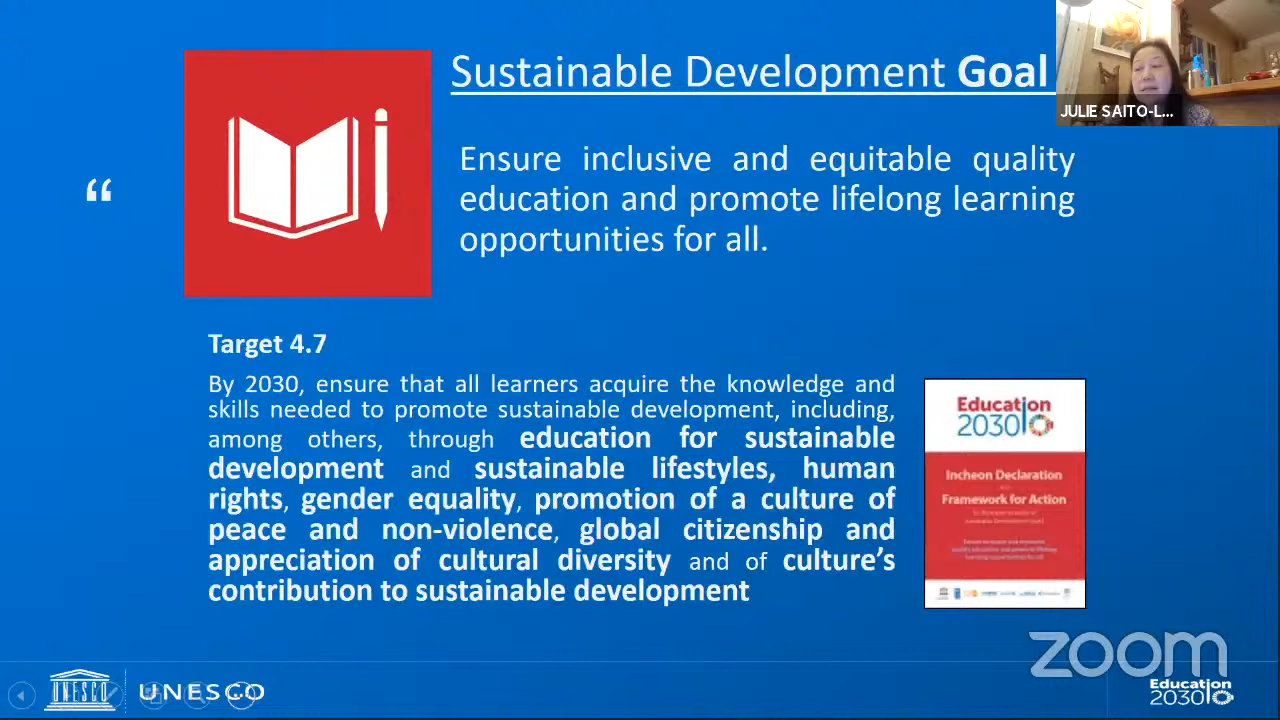 Sustainable Development Goal
JULIE SAITO-L...
“
Ensure inclusive and equitable quality
education and promote lifelong learning
opportunities for all.
Target 4.7
By 2030, ensure that all learners acquire the knowledge and
skills needed to promote sustainable development, including,
among others, through education for sustainable
development and sustainable lifestyles, human
rights, gender equality, promotion of a culture of
peace and non-violence, global citizenship and
appreciation of cultural diversity and of culture’s
contribution to sustainable development
Education
2030
Incheon Declaration
Framework for Action
zoom
UNESCO
UNESCO
Education
2030